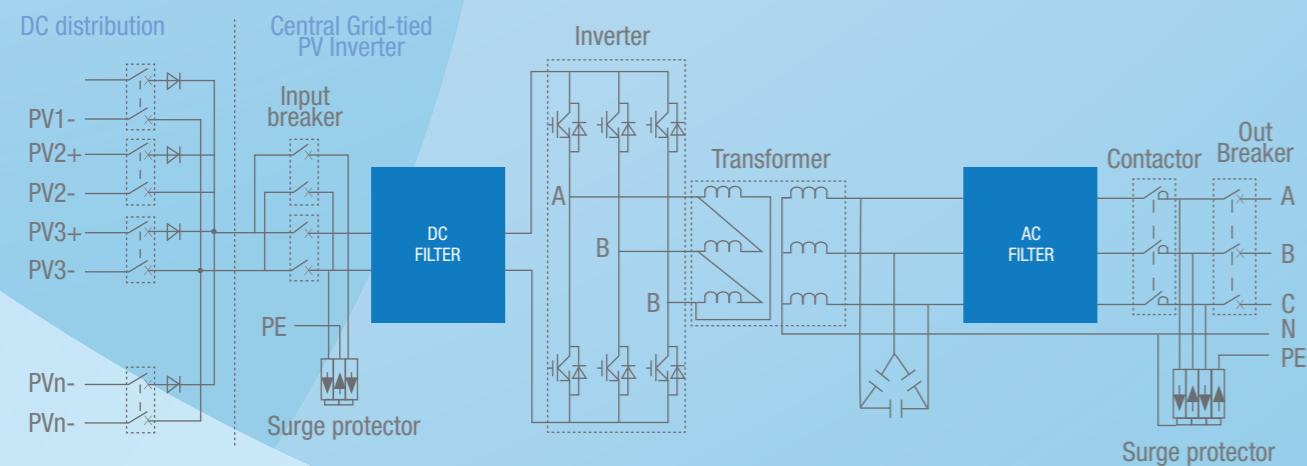 DC distribution
Central Grid-tied
PV Inverter
Inverter
Input
breaker
PV1-
PV2+
PV2-
PV3+
PV3-
PVn-
PVn-
PE
Surge protector
DC
FILTER
A
B
B
Transformer
AC
FILTER
Contactor
Out
Breaker
A
B
C
N
PE
Surge protector